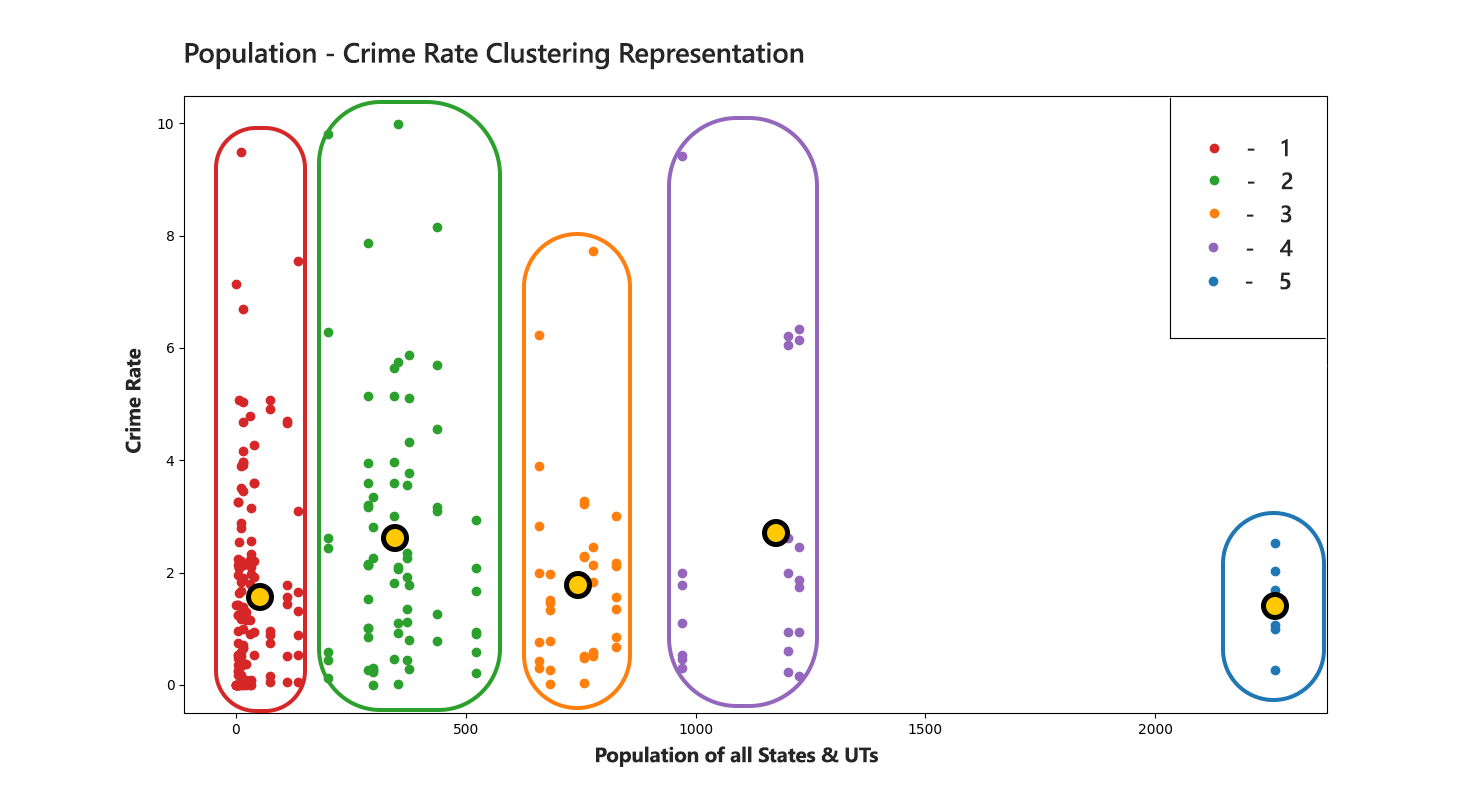 Population - Crime Rate Clustering Representation
10
8
6
4
2
0
Crime Rate
- 1
- 2
- 3
- 4
- 5
0 500 1000 1500 2000
Population of all States & UTs